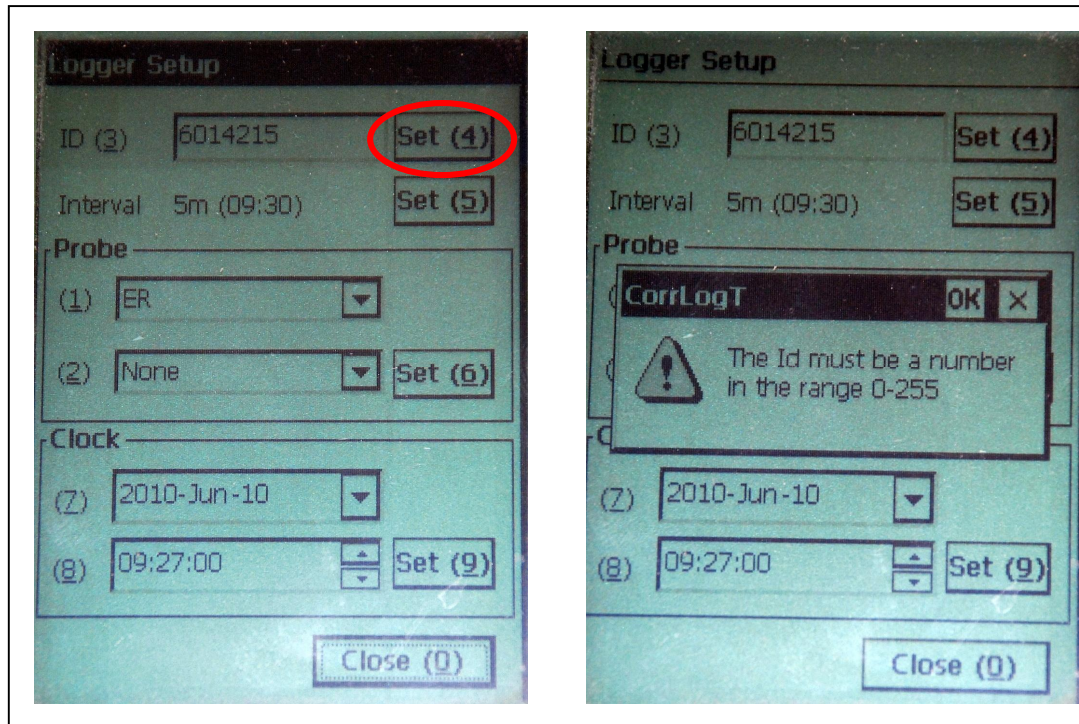 Logger Setup
ID (3) 6014215 Set (4)
Interval 5m (09:30) Set (5)
Probe
(1) ER
(2) None Set (6)
Clock
(7) 2010-Jun-10
(8) 09:27:00 Set (9)
Close (0)
Logger Setup
ID (3) 6014215 Set (4)
Interval 5m (09:30) Set (5)
Probe
CorrLogT OK
The Id must be a number
in the range 0-255
(7) 2010-Jun-10
(8) 09:27:00 Set (9)
Close (0)